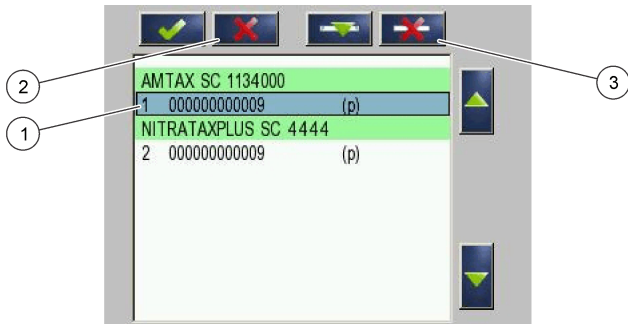 AMTAX SC 1134000
1 000000000009 (p)
NITRATAXPLUS SC 4444
2 000000000009 (p)
2
1
3